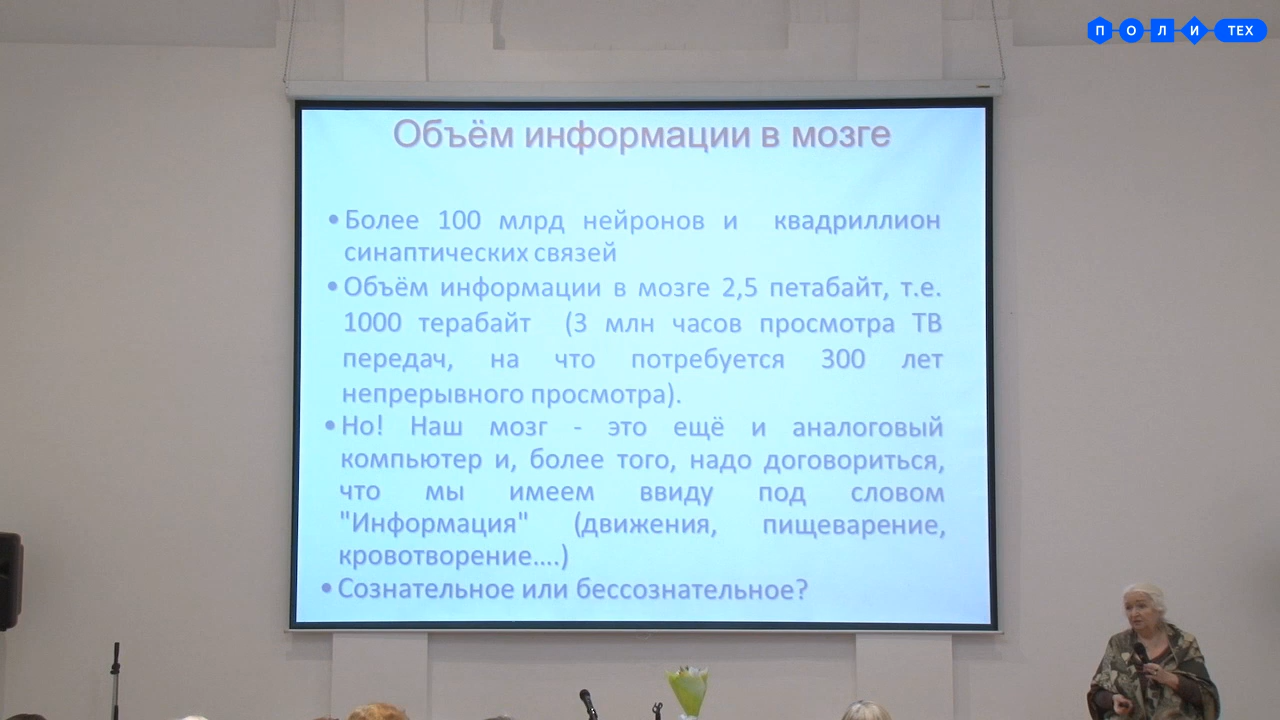 ПОЛИТЕХ
Объём информации в мозге
•Более 100 млрд нейронов и квадриллион
синаптических связей
•Объём информации в мозге 2,5 петабайт, т.е.
1000 терабайт (3 млн часов просмотра ТВ
передач, на что потребуется 300 лет
непрерывного просмотра).
•Но! Наш мозг - это ещё и аналоговый
компьютер и, более того, надо договориться,
что мы имеем ввиду под словом
"Информация" (движения, пищеварение,
кровотворение....)
•Сознательное или бессознательное?